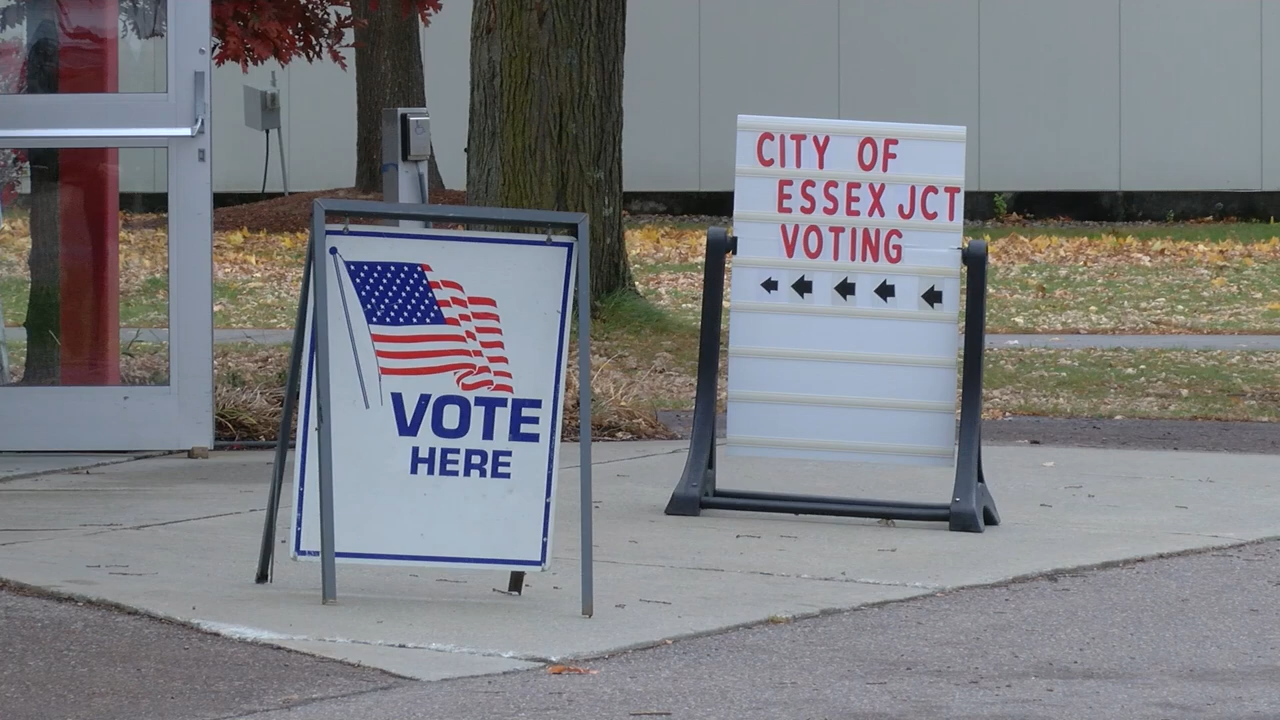 VOTE
HERE
CITY OF
ESSEX JCT
VOTING